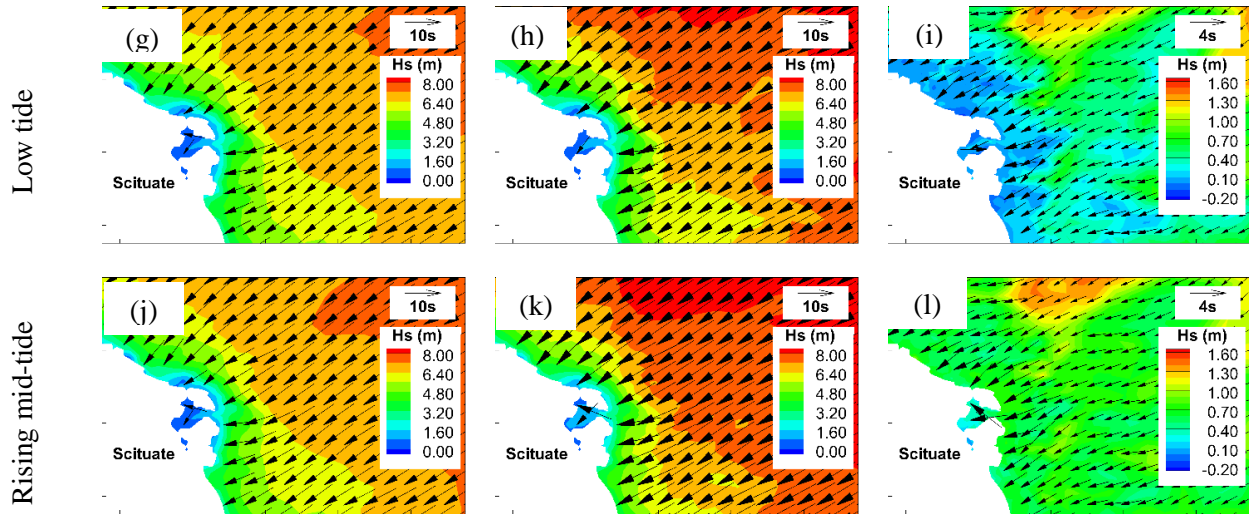 Low tide
(g)
10s
Hs (m)
8.00
6.40
4.80
3.20
1.60
0.00
Scituate
(h)
10s
Hs (m)
8.00
6.40
4.80
3.20
1.60
0.00
Scituate
(i)
4s
Hs (m)
1.60
1.30
1.00
0.70
0.40
0.10
-0.20
Scituate
Rising mid-tide
(j)
10s
Hs (m)
8.00
6.40
4.80
3.20
1.60
0.00
Scituate
(k)
10s
Hs (m)
8.00
6.40
4.80
3.20
1.60
0.00
Scituate
(l)
4s
Hs (m)
1.60
1.30
1.00
0.70
0.40
0.10
-0.20
Scituate